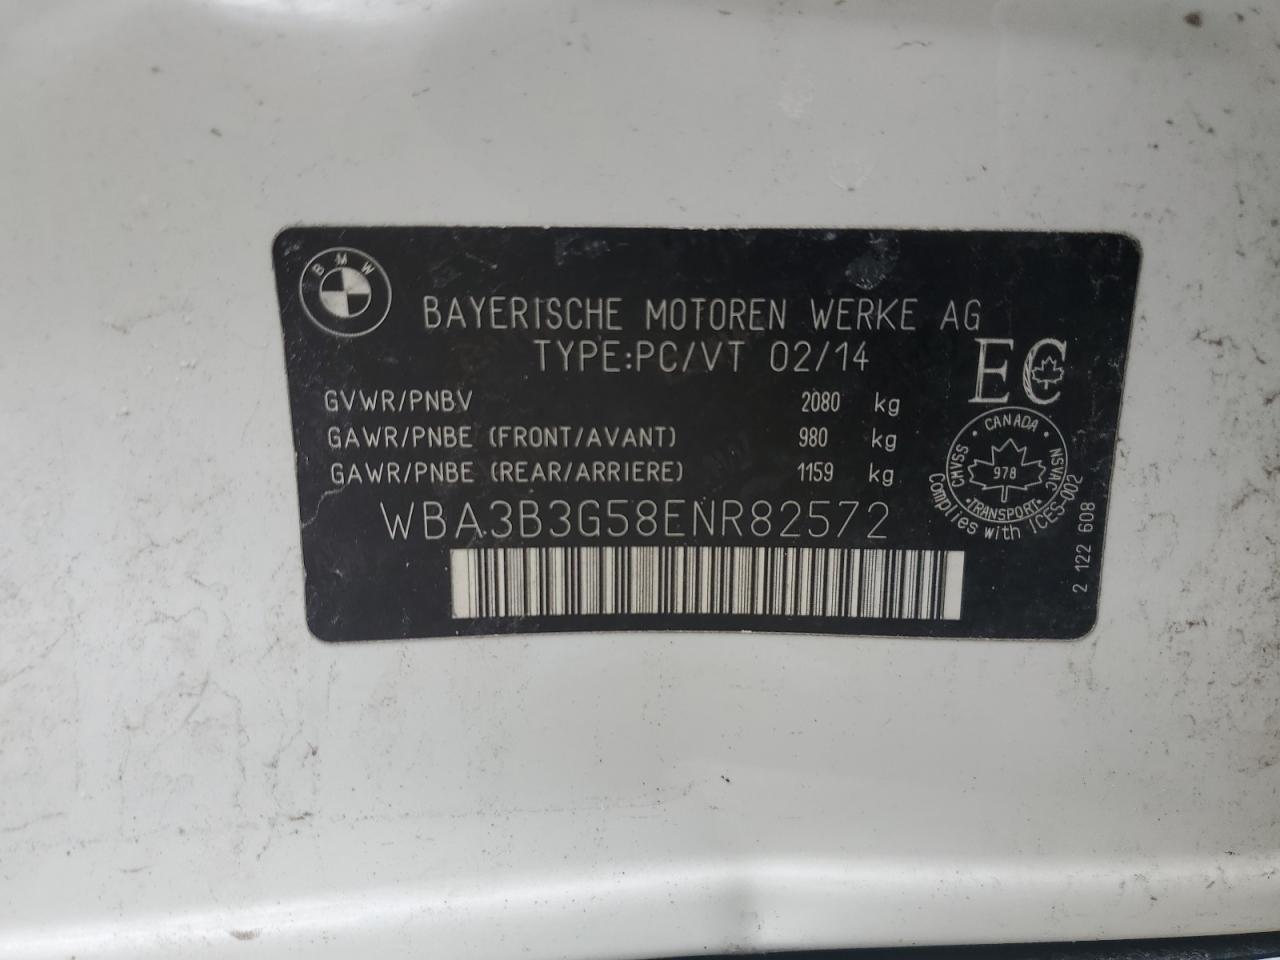 BMW
BAYERISCHE MOTOREN WERKE AG
TYPE:PC/VT 02/14
EC
GVWR/PNBV 2080 kg
GAWR/PNBE (FRONT/AVANT) 980 kg
GAWR/PNBE (REAR/ARRIERE) 1159 kg
WBA3B3G58ENR82572
• CANADA •
CMVSS
NSVAC
978
•TRANSPORT•
Complies with ICES-002
2 122 608